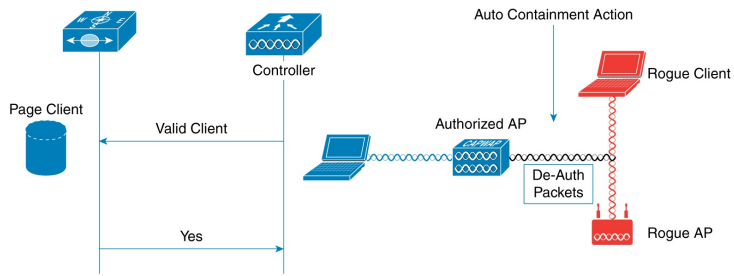 Auto Containment Action
W
E
Controller
Rogue Client
Page Client
Valid Client
Authorized AP
CAPWAP
De-Auth
Packets
Yes
Rogue AP